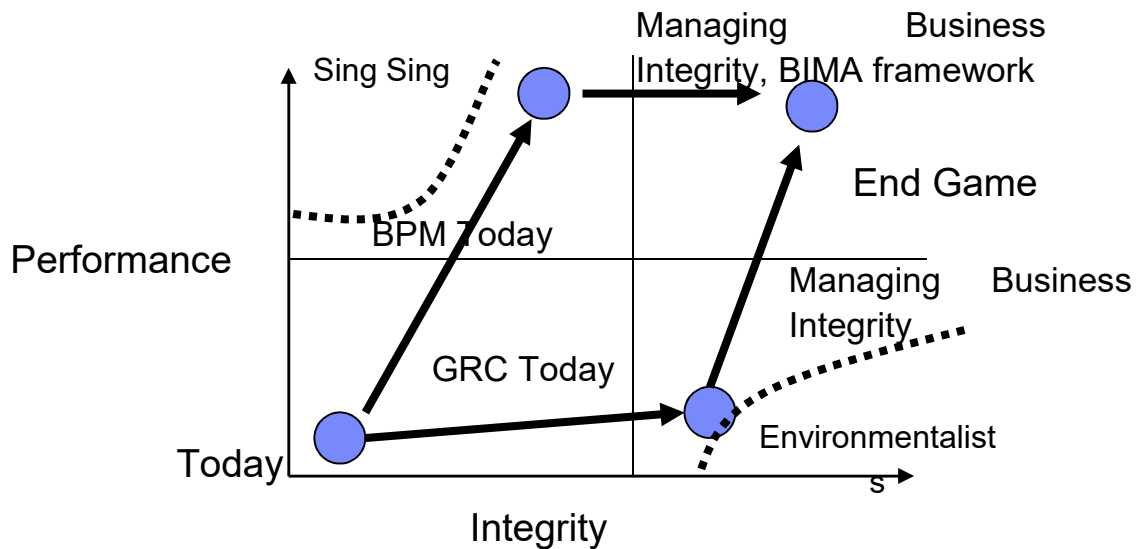 Managing Business
Integrity, BIMA framework
Sing Sing
End Game
BPM Today
Performance
Managing Business
Integrity
GRC Today
Environmentalist
s
Today
Integrity